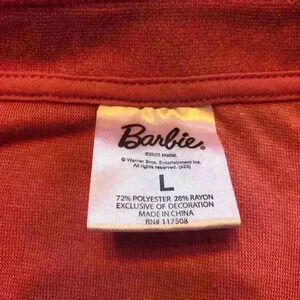 Barbie
©2023 Mattel
© Warner Bros. Entertainment Inc.
All rights reserved. (s23)
L
72% POLYESTER 28% RAYON
EXCLUSIVE OF DECORATION
MADE IN CHINA
RN# 117508